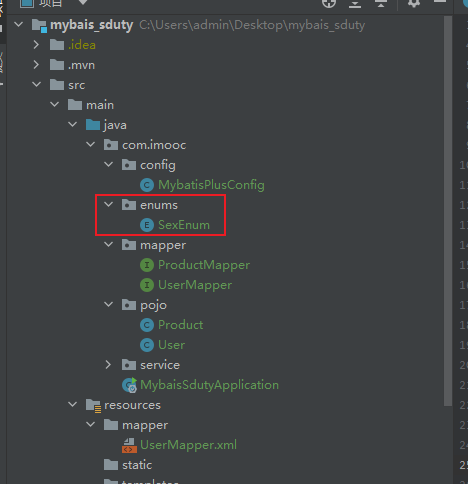 项目
mybais_sduty C:\Users\admin\Desktop\mybais_sduty
.idea
.mvn
src
main
java
com.imooc
config
MybatisPlusConfig
enums
SexEnum
mapper
ProductMapper
UserMapper
pojo
Product
User
service
MybaisSdutyApplication
resources
mapper
UserMapper.xml
static
templates